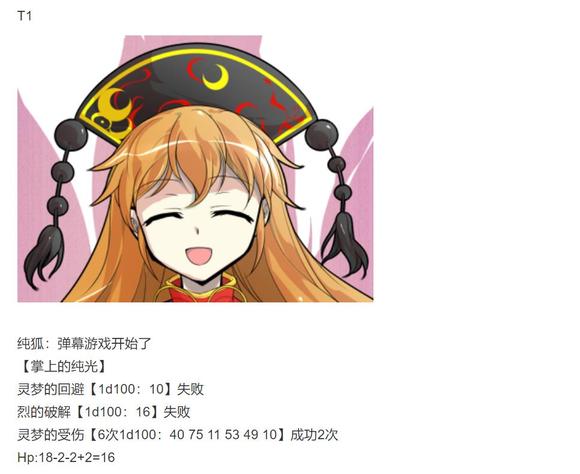 T1
纯狐：弹幕游戏开始了
【掌上的纯光】
灵梦的回避【1d100：10】失败
烈的破解【1d100：16】失败
灵梦的受伤【6次1d100：40 75 11 53 49 10】成功2次
Hp:18-2-2+2=16